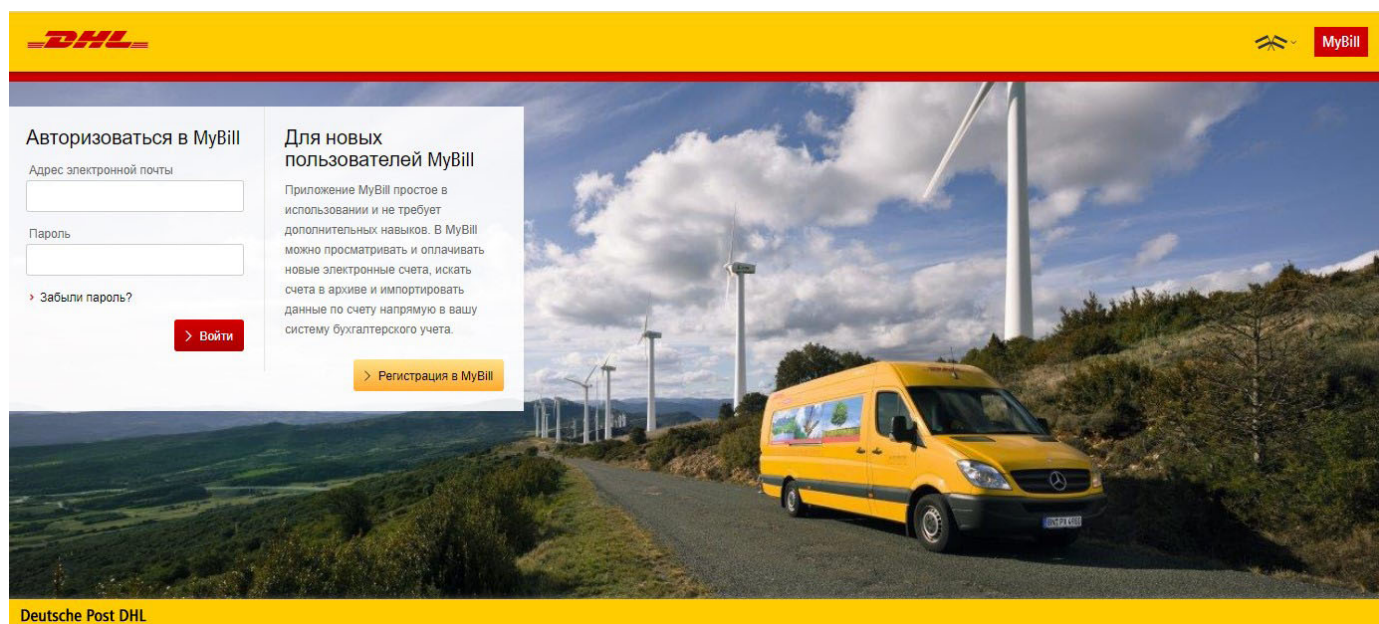 DHL
MyBill
Авторизоваться в MyBill
Адрес электронной почты
Пароль
Забыли пароль?
Войти
Для новых
пользователей MyBill
Приложение MyBill простое в
использовании и не требует
дополнительных навыков. В MyBill
можно просматривать и оплачивать
новые электронные счета, искать
счета в архиве и импортировать
данные по счету напрямую в вашу
систему бухгалтерского учета.
Регистрация в MyBill
Deutsche Post DHL